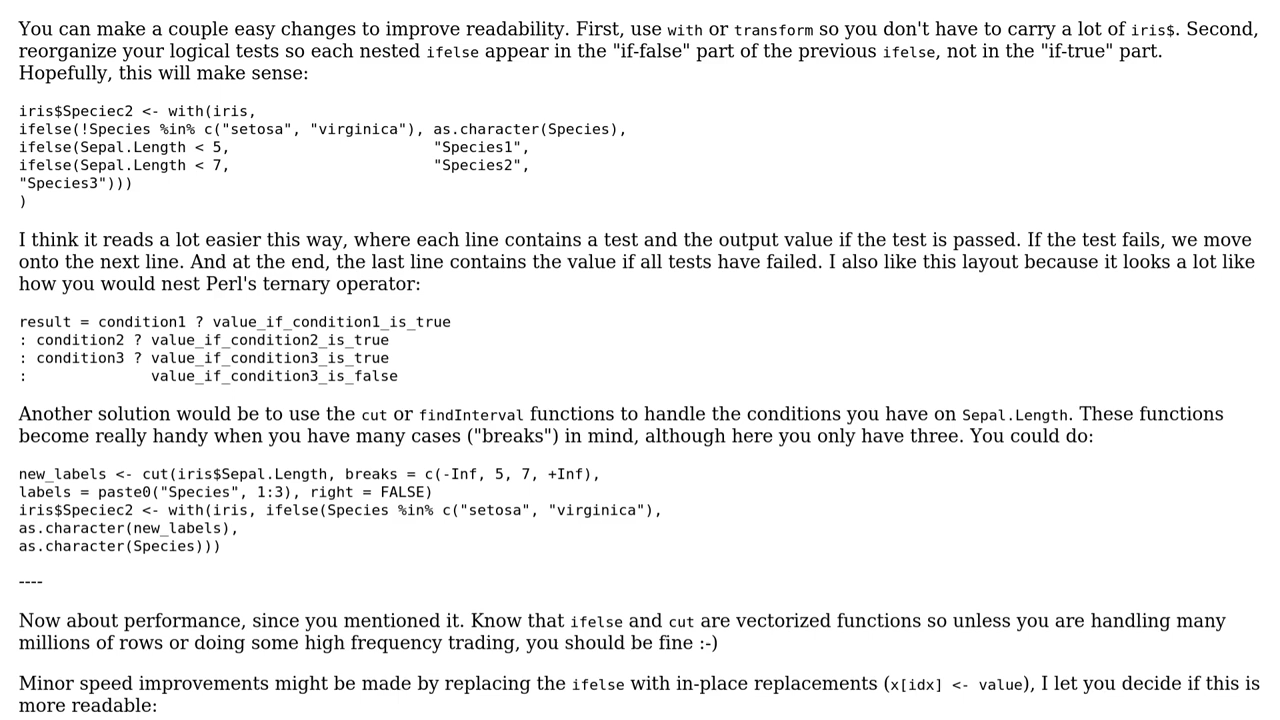 You can make a couple easy changes to improve readability. First, use with or transform so you don't have to carry a lot of iris$. Second,
reorganize your logical tests so each nested ifelse appear in the "if-false" part of the previous ifelse, not in the "if-true" part.
Hopefully, this will make sense:
iris$Speciec2 <- with(iris,
ifelse(!Species %in% c("setosa", "virginica"), as.character(Species),
ifelse(Sepal.Length < 5,                       "Species1",
ifelse(Sepal.Length < 7,                       "Species2",
"Species3")))
)
I think it reads a lot easier this way, where each line contains a test and the output value if the test is passed. If the test fails, we move
onto the next line. And at the end, the last line contains the value if all tests have failed. I also like this layout because it looks a lot like
how you would nest Perl's ternary operator:
result = condition1 ? value_if_condition1_is_true
: condition2 ? value_if_condition2_is_true
: condition3 ? value_if_condition3_is_true
:              value_if_condition3_is_false
Another solution would be to use the cut or findInterval functions to handle the conditions you have on Sepal.Length. These functions
become really handy when you have many cases ("breaks") in mind, although here you only have three. You could do:
new_labels <- cut(iris$Sepal.Length, breaks = c(-Inf, 5, 7, +Inf),
labels = paste0("Species", 1:3), right = FALSE)
iris$Speciec2 <- with(iris, ifelse(Species %in% c("setosa", "virginica"),
as.character(new_labels),
as.character(Species)))
----
Now about performance, since you mentioned it. Know that ifelse and cut are vectorized functions so unless you are handling many
millions of rows or doing some high frequency trading, you should be fine :-)
Minor speed improvements might be made by replacing the ifelse with in-place replacements (x[idx] <- value), I let you decide if this is
more readable: